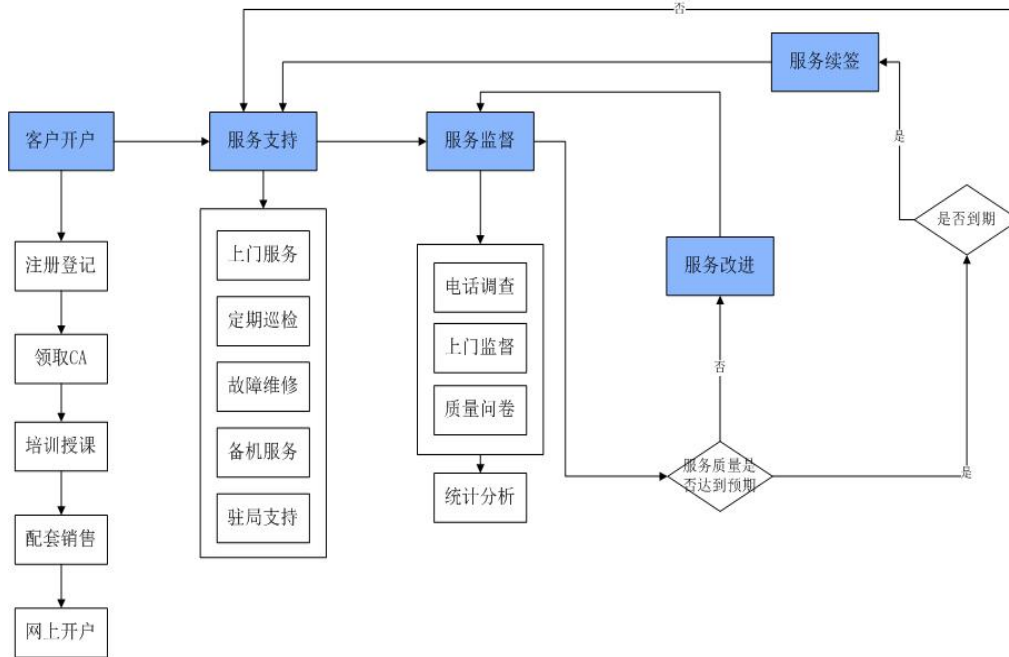 否
服务续签
客户开户
服务支持
服务监督
是
是否到期
注册登记
上门服务
电话调查
服务改进
定期巡检
领取CA
上门监督
故障维修
否
质量问卷
培训授课
备机服务
服务质量是
否达到预期
是
统计分析
驻局支持
配套销售
网上开户